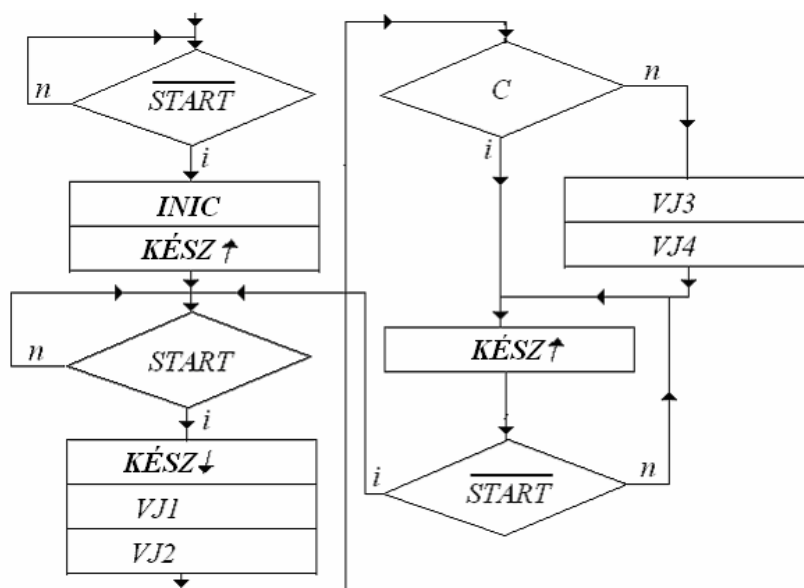 START
n
i
INIC
KÉSZ↑
START
n
i
KÉSZ↓
VJ1
VJ2
C
n
i
VJ3
VJ4
KÉSZ↑
START
i
n